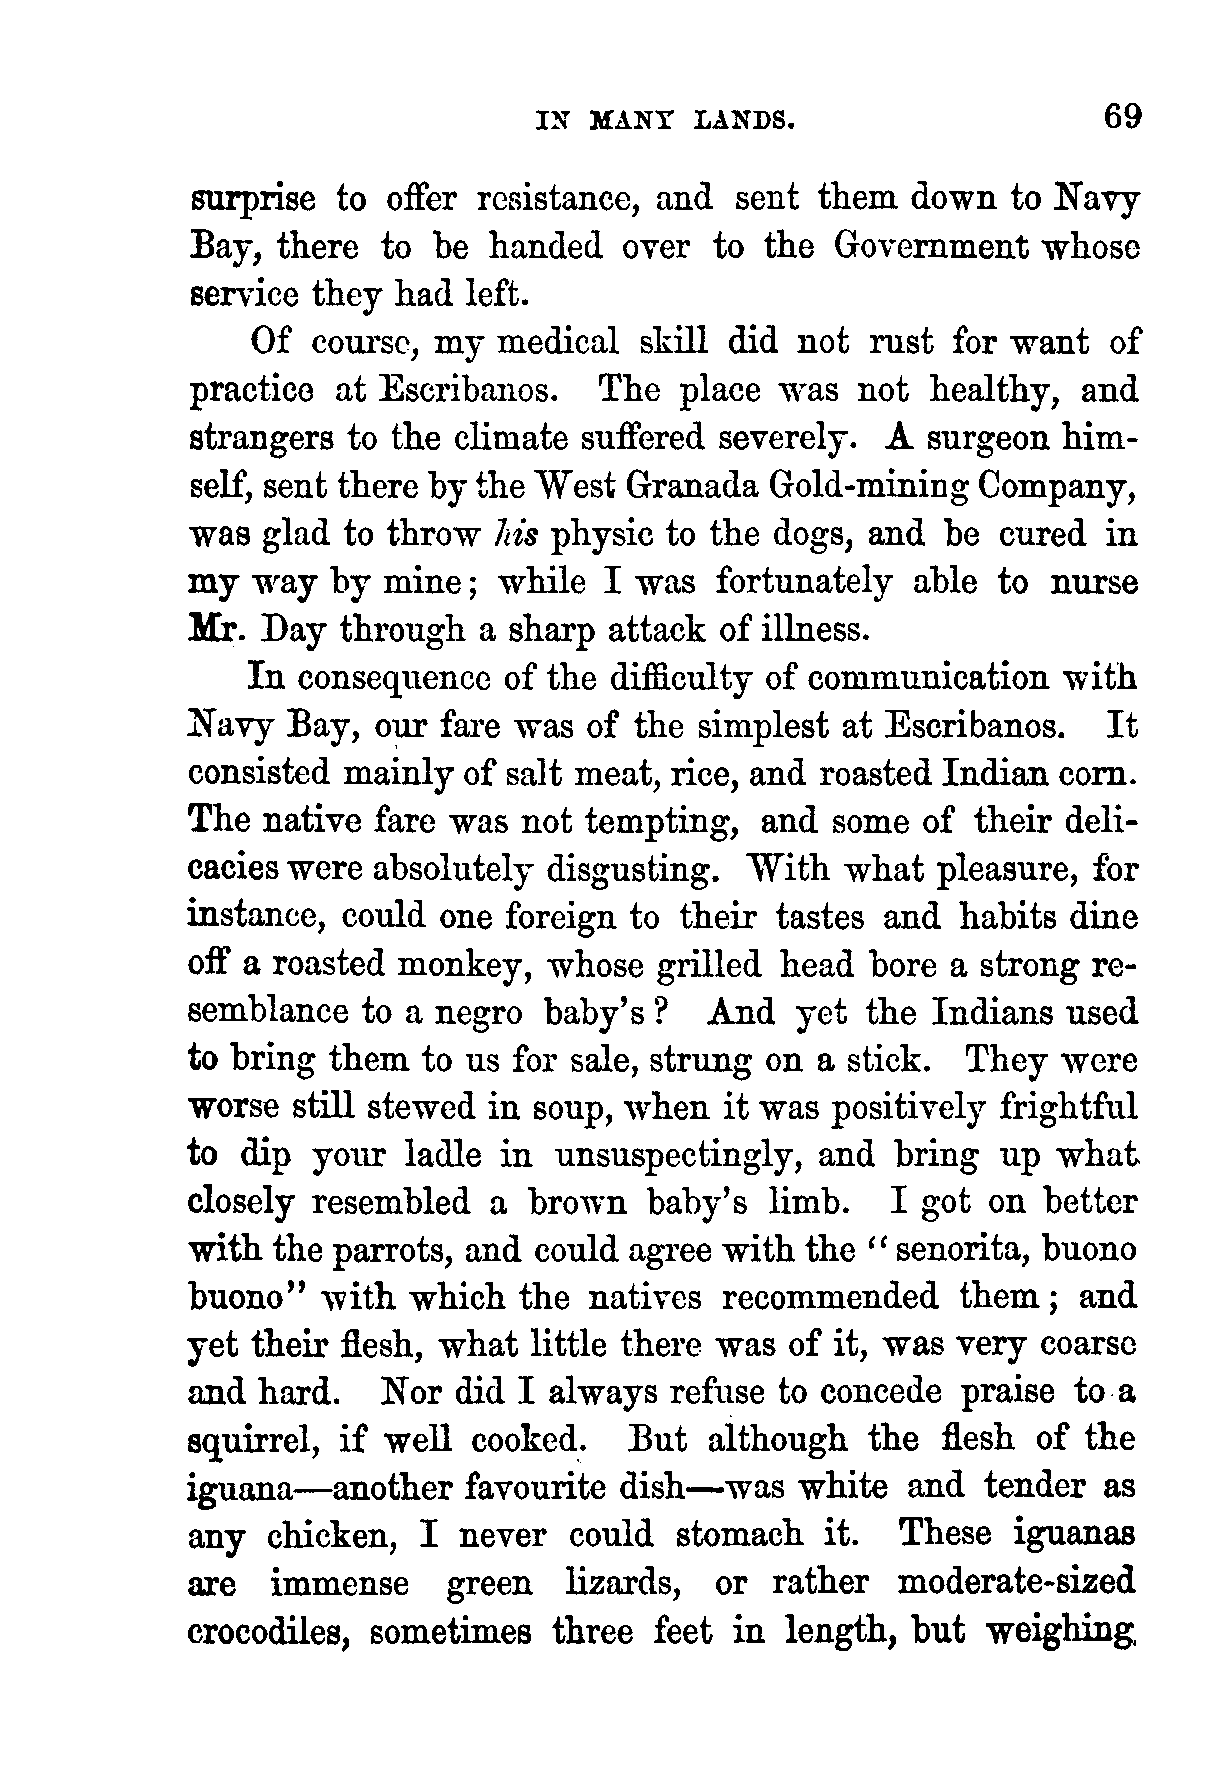 IN MANY LANDS. 69
surprise to offer resistance, and sent them down to Navy
Bay, there to be handed over to the Government whose
service they had left.
Of course, my medical skill did not rust for want of
practice at Escribanos. The place was not healthy, and
strangers to the climate suffered severely. A surgeon him-
self, sent there by the West Granada Gold-mining Company,
was glad to throw his physic to the dogs, and be cured in
my way by mine; while I was fortunately able to nurse
Mr. Day through a sharp attack of illness.
In consequence of the difficulty of communication with
Navy Bay, our fare was of the simplest at Escribanos. It
consisted mainly of salt meat, rice, and roasted Indian corn.
The native fare was not tempting, and some of their deli-
cacies were absolutely disgusting. With what pleasure, for
instance, could one foreign to their tastes and habits dine
off a roasted monkey, whose grilled head bore a strong re-
semblance to a negro baby's? And yet the Indians used
to bring them to us for sale, strung on a stick. They were
worse still stewed in soup, when it was positively frightful
to dip your ladle in unsuspectingly, and bring up what
closely resembled a brown baby's limb. I got on better
with the parrots, and could agree with the "senorita, buono
buono" with which the natives recommended them; and
yet their flesh, what little there was of it, was very coarse
and hard. Nor did I always refuse to concede praise to a
squirrel, if well cooked. But although the flesh of the
iguana—another favourite dish—was white and tender as
any chicken, I never could stomach it. These iguanas
are immense green lizards, or rather moderate-sized
crocodiles, sometimes three feet in length, but weighing